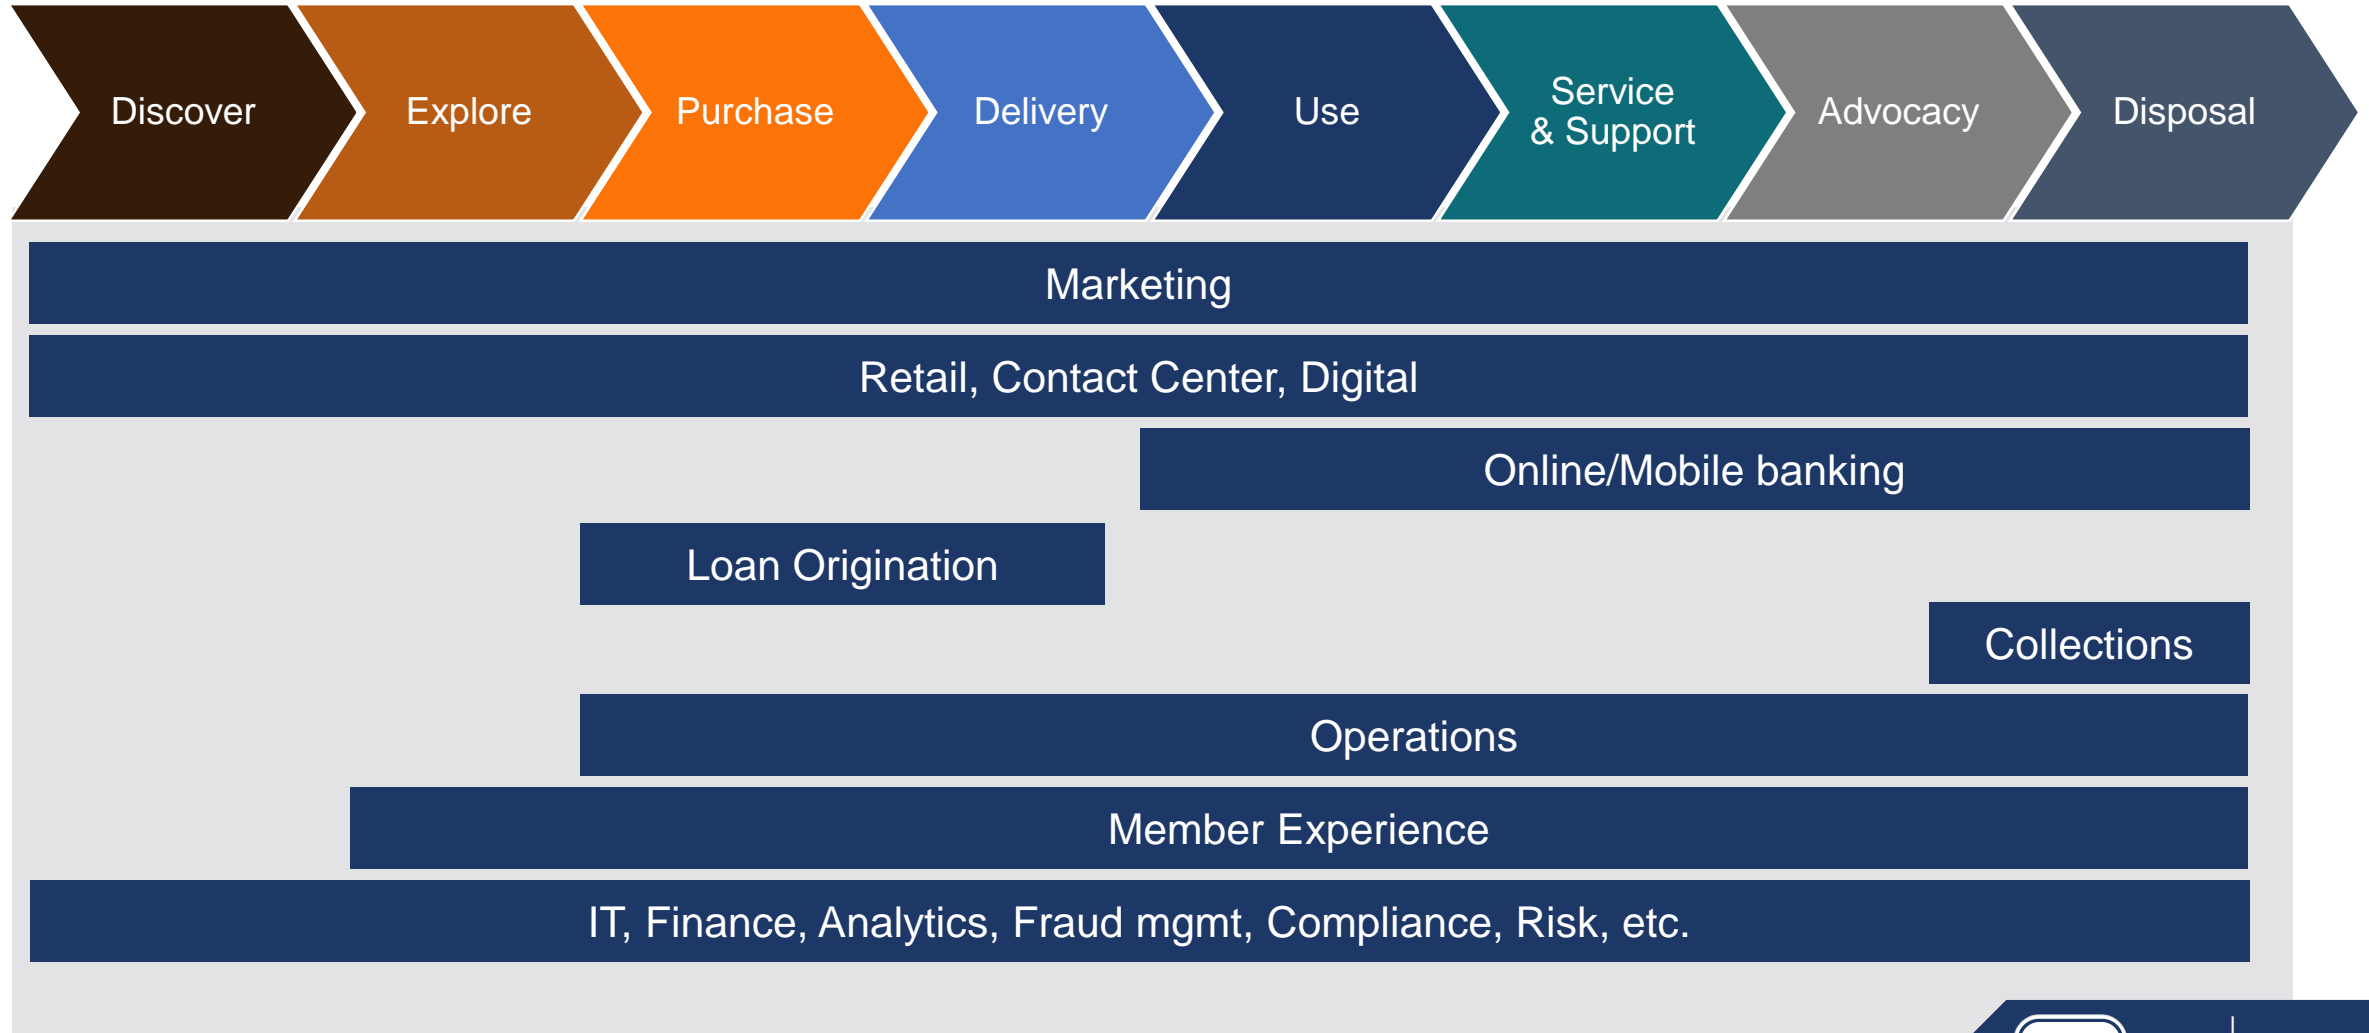 Discover
Explore
Purchase
Delivery
Use
Service
& Support
Advocacy
Disposal
Marketing
Retail, Contact Center, Digital
Online/Mobile banking
Loan Origination
Collections
Operations
Member Experience
IT, Finance, Analytics, Fraud mgmt, Compliance, Risk, etc.